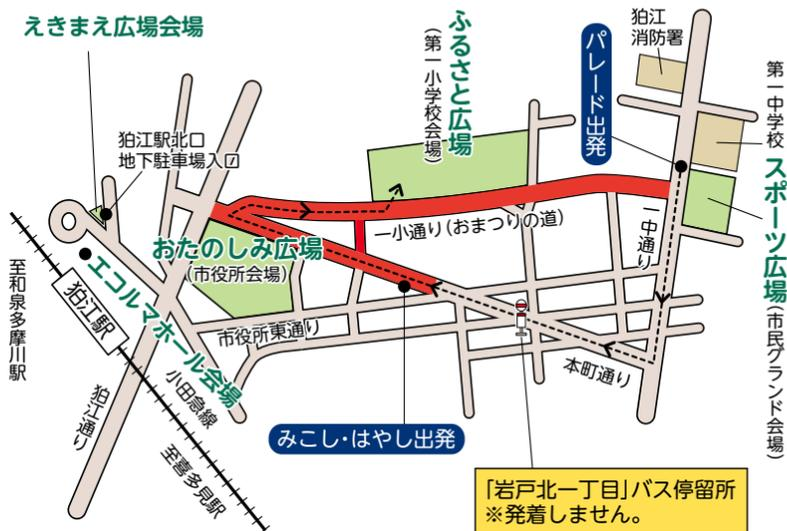 えきまえ広場会場
狛江駅北口
地下駐車場入口
ふるさと広場
(第一小学校会場)
パレード出発
狛江
消防署
第一中学校
スポーツ広場(市民グランド会場)
一小通り(おまつりの道)
一中通り
おたのしみ広場
(市役所会場)
エコルマホール会場
狛江駅
至和泉多摩川駅
市役所東通り
小田急線
狛江通り
至喜多見駅
本町通り
みこし・はやし出発
「岩戸北一丁目」バス停留所
※発着しません。